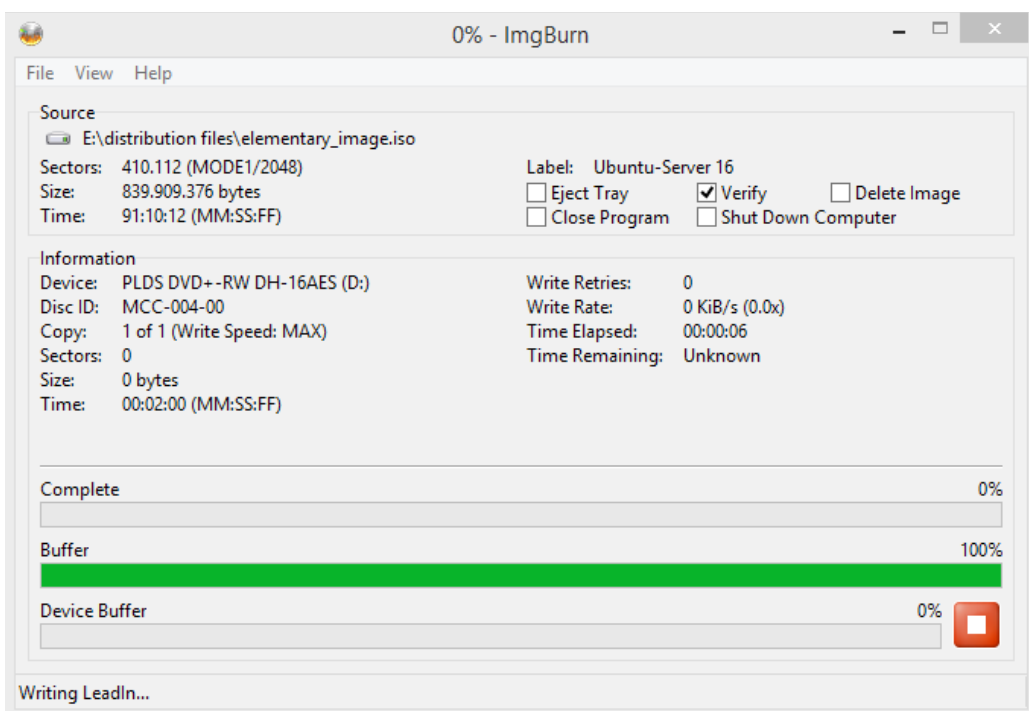 0% - ImgBurn
File View Help
Source
E:\distribution files\elementary_image.iso
Sectors: 410.112 (MODE1/2048) Label: Ubuntu-Server 16
Size: 839.909.376 bytes Eject Tray Verify Delete Image
Time: 91:10:12 (MM:SS:FF) Close Program Shut Down Computer
Information
Device: PLDS DVD+-RW DH-16AES (D:) Write Retries: 0
Disc ID: MCC-004-00 Write Rate: 0 KiB/s (0.0x)
Copy: 1 of 1 (Write Speed: MAX) Time Elapsed: 00:00:06
Sectors: 0 Time Remaining: Unknown
Size: 0 bytes
Time: 00:02:00 (MM:SS:FF)
Complete 0%
Buffer 100%
Device Buffer 0%
Writing LeadIn...